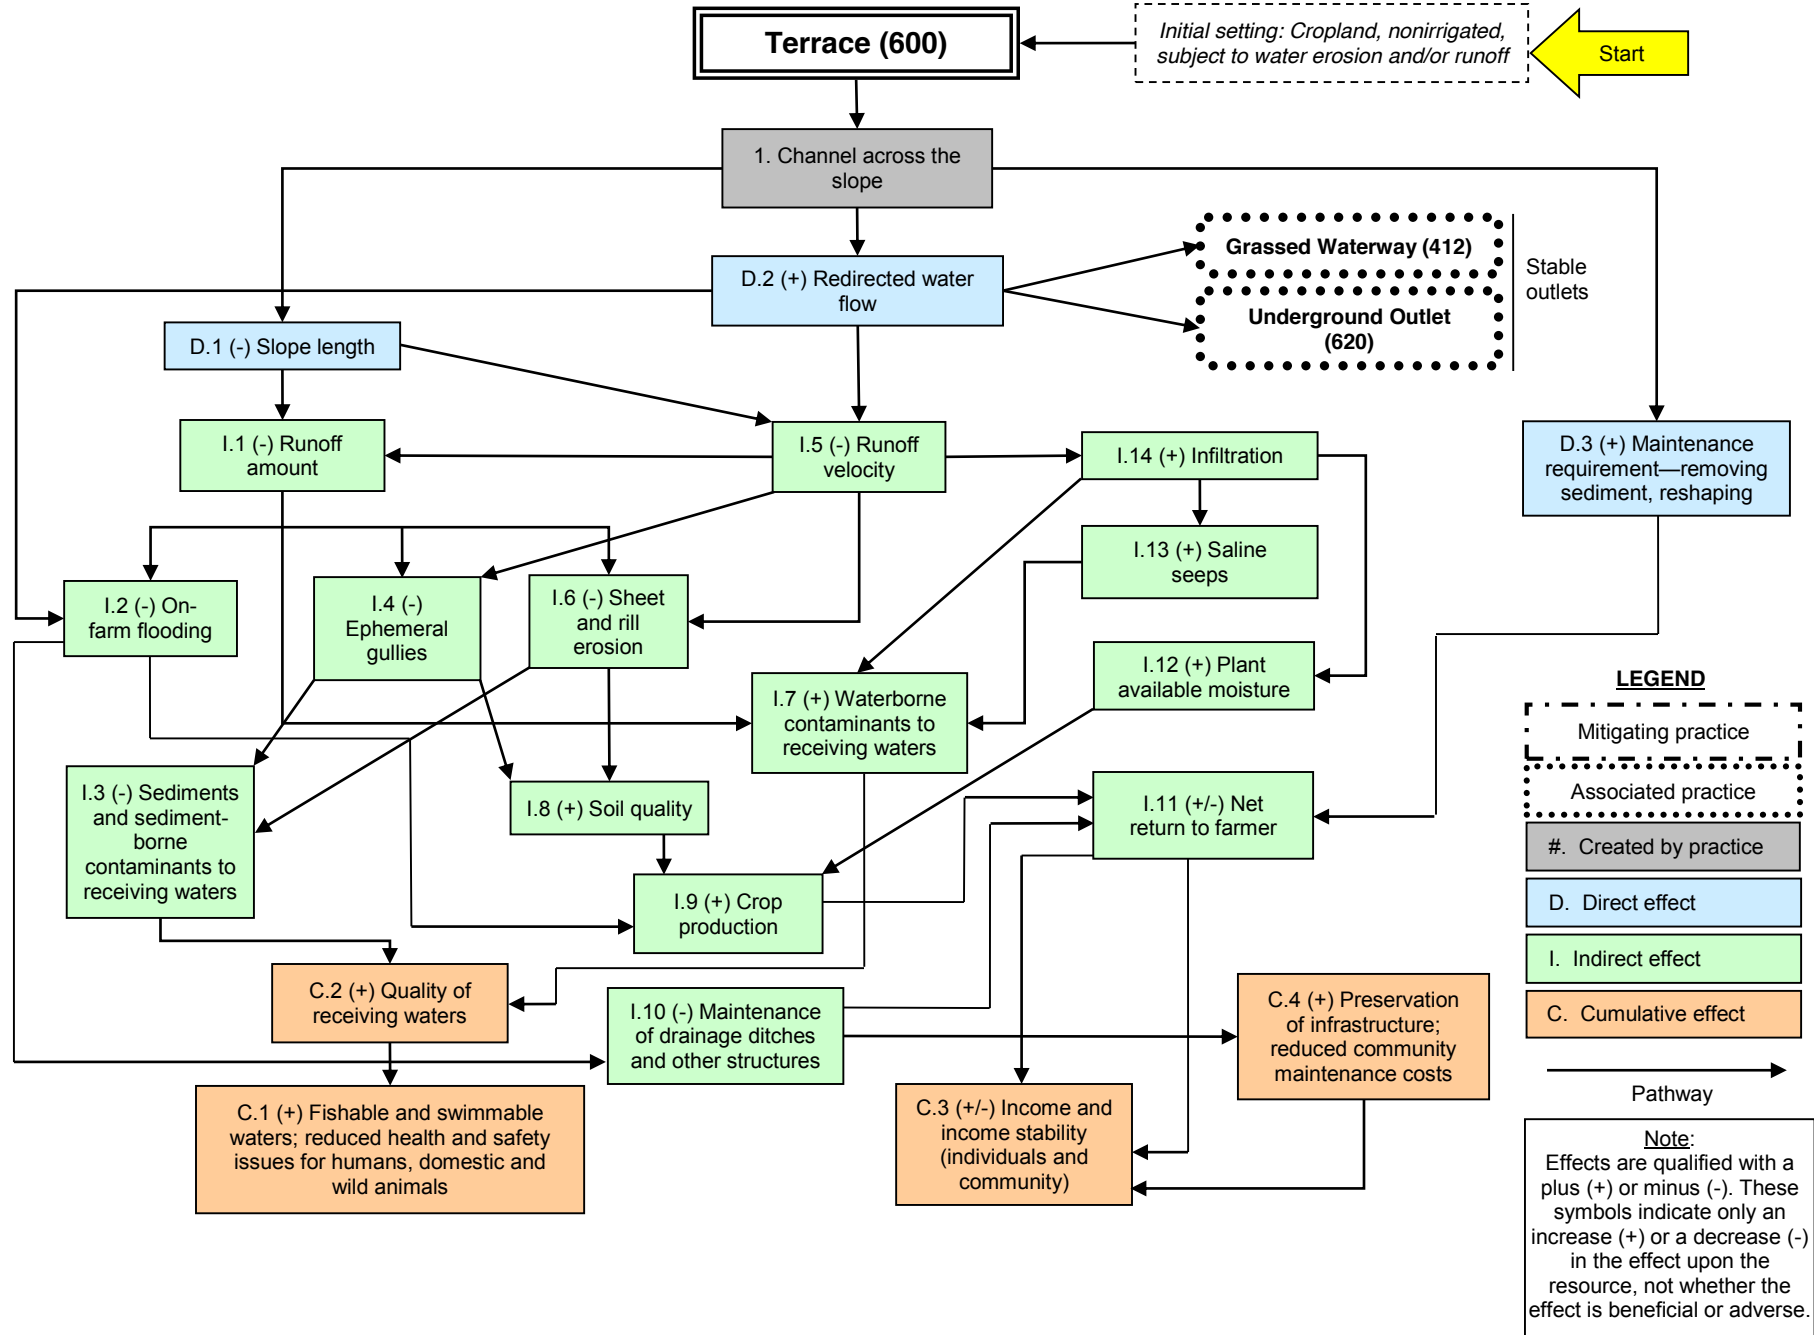 Terrace (600)
Initial setting: Cropland, nonirrigated,
subject to water erosion and/or runoff
Start
1. Channel across the
slope
D.2 (+) Redirected water
flow
Grassed Waterway (412)
Underground Outlet
(620)
Stable
outlets
D.1 (-) Slope length
I.1 (-) Runoff
amount
I.5 (-) Runoff
velocity
I.14 (+) Infiltration
D.3 (+) Maintenance
requirement—removing
sediment, reshaping
I.13 (+) Saline
seeps
I.2 (-) On-
farm flooding
I.4 (-)
Ephemeral
gullies
I.6 (-) Sheet
and rill
erosion
I.12 (+) Plant
available moisture
I.7 (+) Waterborne
contaminants to
receiving waters
I.3 (-) Sediments
and sediment-
borne
contaminants to
receiving waters
I.8 (+) Soil quality
I.11 (+/-) Net
return to farmer
I.9 (+) Crop
production
C.2 (+) Quality of
receiving waters
I.10 (-) Maintenance
of drainage ditches
and other structures
C.4 (+) Preservation
of infrastructure;
reduced community
maintenance costs
C.1 (+) Fishable and swimmable
waters; reduced health and safety
issues for humans, domestic and
wild animals
C.3 (+/-) Income and
income stability
(individuals and
community)
LEGEND
Mitigating practice
Associated practice
#. Created by practice
D. Direct effect
I. Indirect effect
C. Cumulative effect
Pathway
Note:
Effects are qualified with a
plus (+) or minus (-). These
symbols indicate only an
increase (+) or a decrease (-)
in the effect upon the
resource, not whether the
effect is beneficial or adverse.